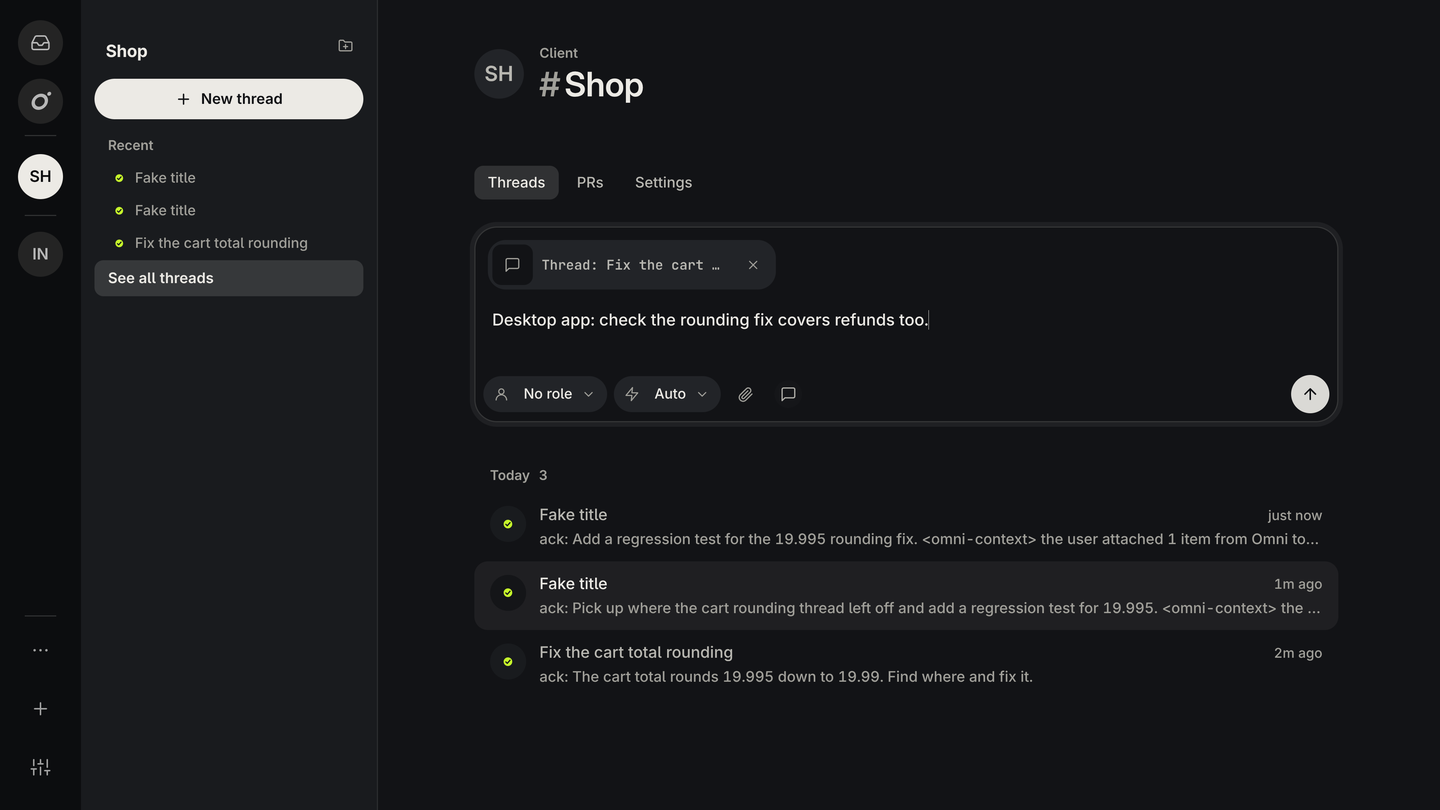 SH
IN
Shop
New thread
Recent
Fake title
Fake title
Fix the cart total rounding
See all threads
SH
Client
#Shop
Threads
PRs
Settings
Thread: Fix the cart …
Desktop app: check the rounding fix covers refunds too.
No role
Auto
Today 3
Fake title
just now
ack: Add a regression test for the 19.995 rounding fix. <omni-context> the user attached 1 item from Omni to...
Fake title
1m ago
ack: Pick up where the cart rounding thread left off and add a regression test for 19.995. <omni-context> the ...
Fix the cart total rounding
2m ago
ack: The cart total rounds 19.995 down to 19.99. Find where and fix it.